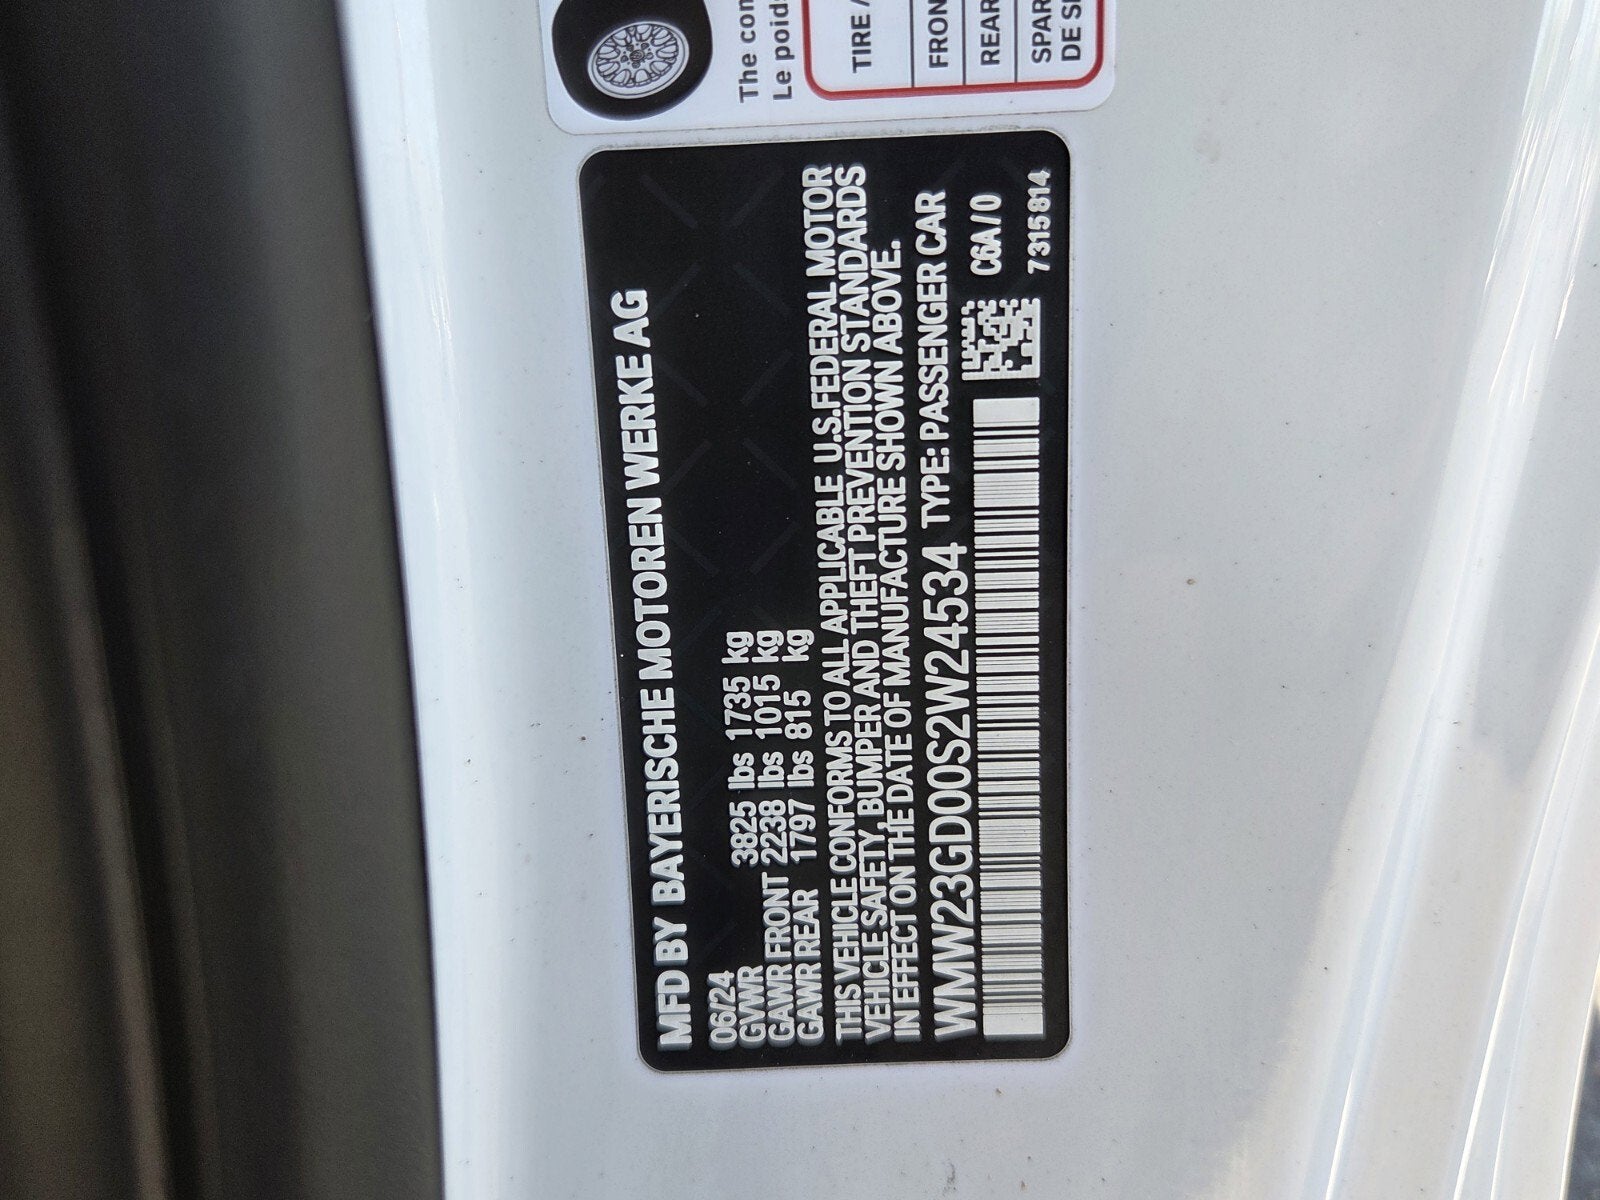 The con
Le poids
TIRE /
FRON
REAR
SPAR
DE SE
MFD BY BAYERISCHE MOTOREN WERKE AG
06/24
GVWR 3825 lbs 1735 kg
GAWR FRONT 2238 lbs 1015 kg
GAWR REAR 1797 lbs 815 kg
THIS VEHICLE CONFORMS TO ALL APPLICABLE U.S. FEDERAL MOTOR
VEHICLE SAFETY, BUMPER AND THEFT PREVENTION STANDARDS
IN EFFECT ON THE DATE OF MANUFACTURE SHOWN ABOVE.
WMW23GD00S2W24534 TYPE: PASSENGER CAR
C6A / 0
7315814